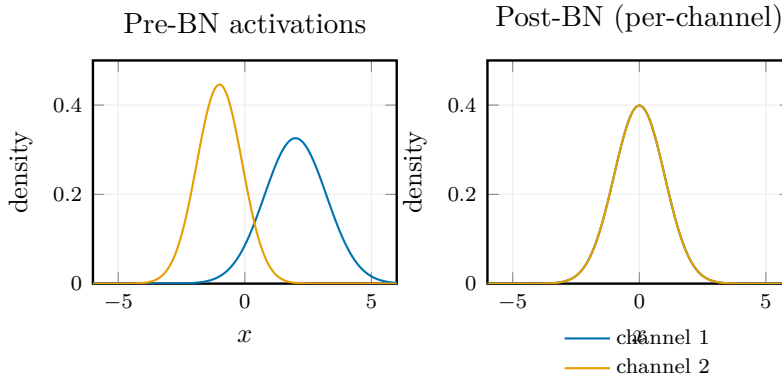 Pre-BN activations
density
0.4
0.2
0
−5
0
5
x
Post-BN (per-channel)
density
0.4
0.2
0
−5
0
5
x
channel 1
channel 2